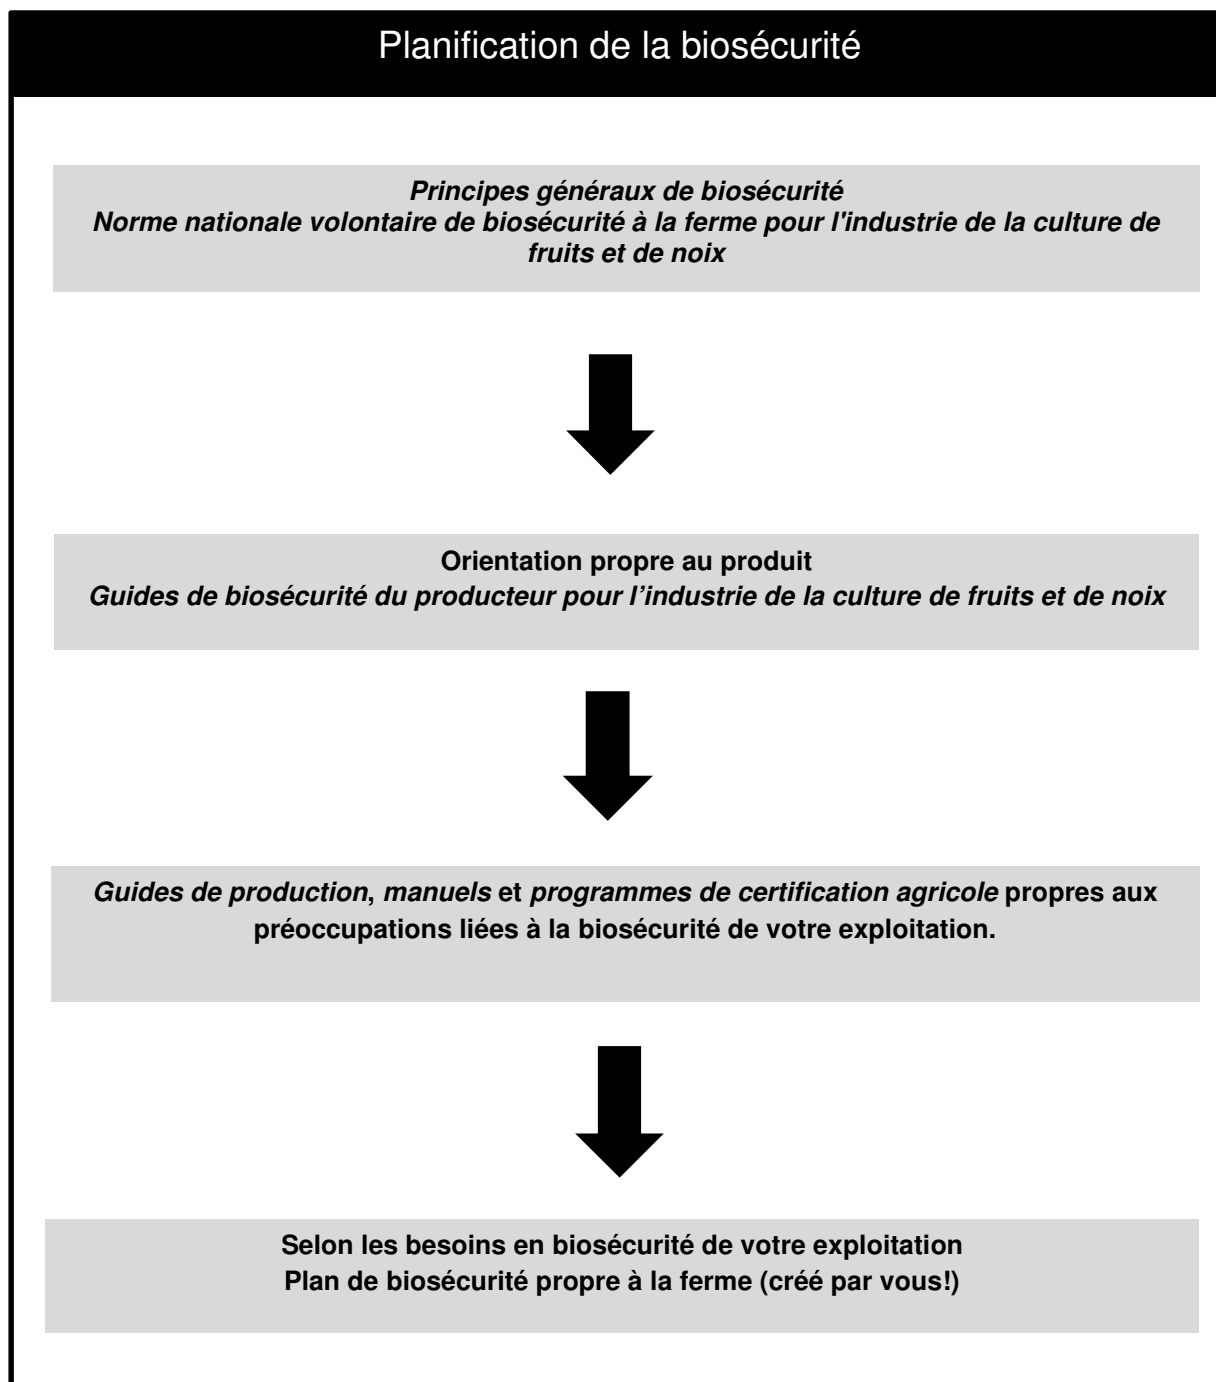 Planification de la biosécurité
Principes généraux de biosécurité
Norme nationale volontaire de biosécurité à la ferme pour l'industrie de la culture de
fruits et de noix
Orientation propre au produit
Guides de biosécurité du producteur pour l’industrie de la culture de fruits et de noix
Guides de production, manuels et programmes de certification agricole propres aux
préoccupations liées à la biosécurité de votre exploitation.
Selon les besoins en biosécurité de votre exploitation
Plan de biosécurité propre à la ferme (créé par vous!)